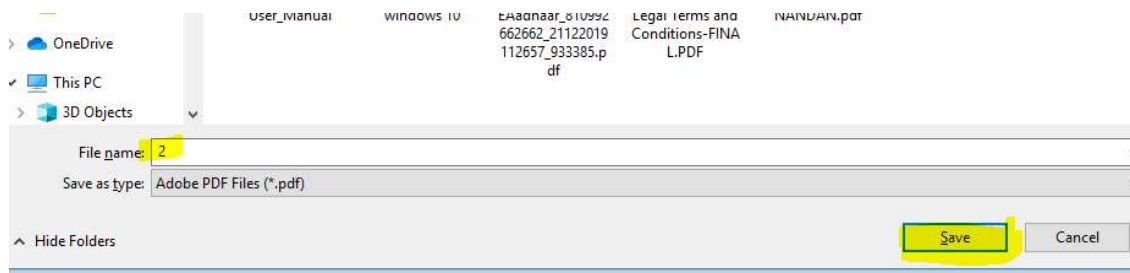 User_Manual
windows 10
EAadhaar_810992
662662_21122019
112657_933385.p
df
Legal Terms and
Conditions-FINA
L.PDF
NANDAN.pdf
OneDrive
This PC
3D Objects
File name: 2
Save as type: Adobe PDF Files (*.pdf)
Hide Folders
Save
Cancel